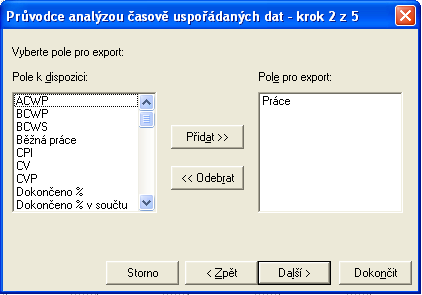 Průvodce analýzou časově uspořádaných dat - krok 2 z 5
Vyberte pole pro export:
Pole k dispozici:
ACWP
BCWP
BCWS
Běžná práce
CPI
CV
CVP
Dokončeno %
Dokončeno % v součtu
Přidat >>
<< Odebrat
Pole pro export:
Práce
Storno
< Zpět
Další >
Dokončit